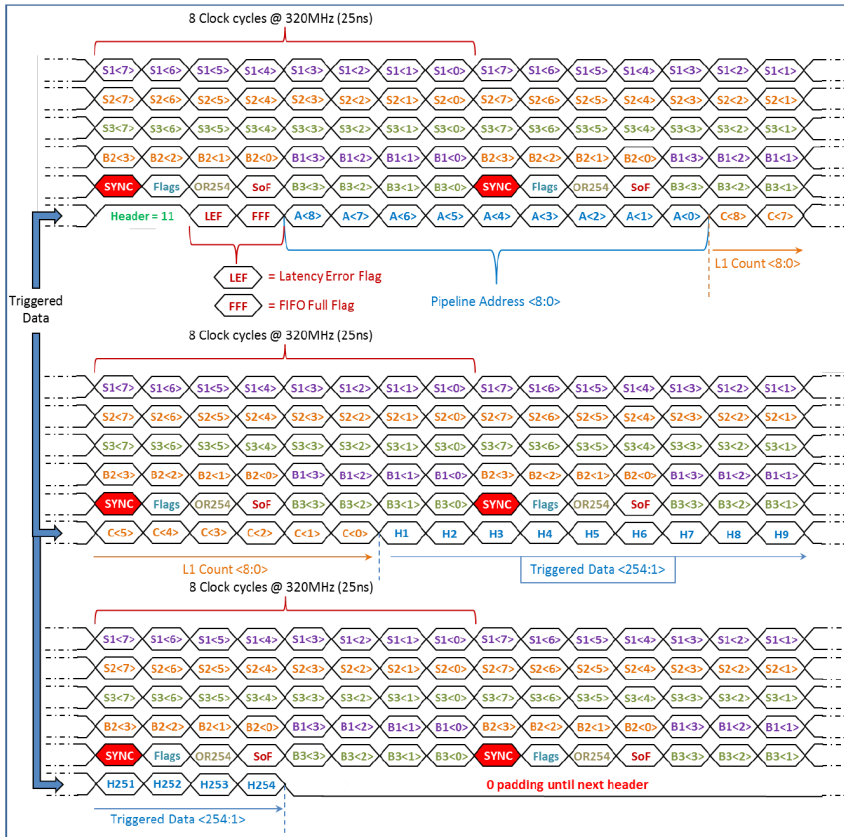 8 Clock cycles @ 320MHz (25ns)
S1<7> S1<6> S1<5> S1<4> S1<3> S1<2> S1<1> S1<0> S1<7> S1<6> S1<5> S1<4> S1<3> S1<2> S1<1>
S2<7> S2<6> S2<5> S2<4> S2<3> S2<2> S2<1> S2<0> S2<7> S2<6> S2<5> S2<4> S2<3> S2<2> S2<1>
S3<7> S3<6> S3<5> S3<4> S3<3> S3<2> S3<1> S3<0> S3<7> S3<6> S3<5> S3<4> S3<3> S3<2> S3<1>
B2<3> B2<2> B2<1> B2<0> B1<3> B1<2> B1<1> B1<0> B2<3> B2<2> B2<1> B2<0> B1<3> B1<2> B1<1>
SYNC Flags OR254 SoF B3<3> B3<2> B3<1> B3<0> SYNC Flags OR254 SoF B3<3> B3<2> B3<1>
Header = 11 LEF FFF A<8> A<7> A<6> A<5> A<4> A<3> A<2> A<1> A<0> C<8> C<7>
L1 Count <8:0>
LEF = Latency Error Flag
FFF = FIFO Full Flag
Pipeline Address <8:0>
Triggered
Data
8 Clock cycles @ 320MHz (25ns)
S1<7> S1<6> S1<5> S1<4> S1<3> S1<2> S1<1> S1<0> S1<7> S1<6> S1<5> S1<4> S1<3> S1<2> S1<1>
S2<7> S2<6> S2<5> S2<4> S2<3> S2<2> S2<1> S2<0> S2<7> S2<6> S2<5> S2<4> S2<3> S2<2> S2<1>
S3<7> S3<6> S3<5> S3<4> S3<3> S3<2> S3<1> S3<0> S3<7> S3<6> S3<5> S3<4> S3<3> S3<2> S3<1>
B2<3> B2<2> B2<1> B2<0> B1<3> B1<2> B1<1> B1<0> B2<3> B2<2> B2<1> B2<0> B1<3> B1<2> B1<1>
SYNC Flags OR254 SoF B3<3> B3<2> B3<1> B3<0> SYNC Flags OR254 SoF B3<3> B3<2> B3<1>
C<5> C<4> C<3> C<2> C<1> C<0> H1 H2 H3 H4 H5 H6 H7 H8 H9
L1 Count <8:0> Triggered Data <254:1>
8 Clock cycles @ 320MHz (25ns)
S1<7> S1<6> S1<5> S1<4> S1<3> S1<2> S1<1> S1<0> S1<7> S1<6> S1<5> S1<4> S1<3> S1<2> S1<1>
S2<7> S2<6> S2<5> S2<4> S2<3> S2<2> S2<1> S2<0> S2<7> S2<6> S2<5> S2<4> S2<3> S2<2> S2<1>
S3<7> S3<6> S3<5> S3<4> S3<3> S3<2> S3<1> S3<0> S3<7> S3<6> S3<5> S3<4> S3<3> S3<2> S3<1>
B2<3> B2<2> B2<1> B2<0> B1<3> B1<2> B1<1> B1<0> B2<3> B2<2> B2<1> B2<0> B1<3> B1<2> B1<1>
SYNC Flags OR254 SoF B3<3> B3<2> B3<1> B3<0> SYNC Flags OR254 SoF B3<3> B3<2> B3<1>
H251 H252 H253 H254 0 padding until next header
Triggered Data <254:1>